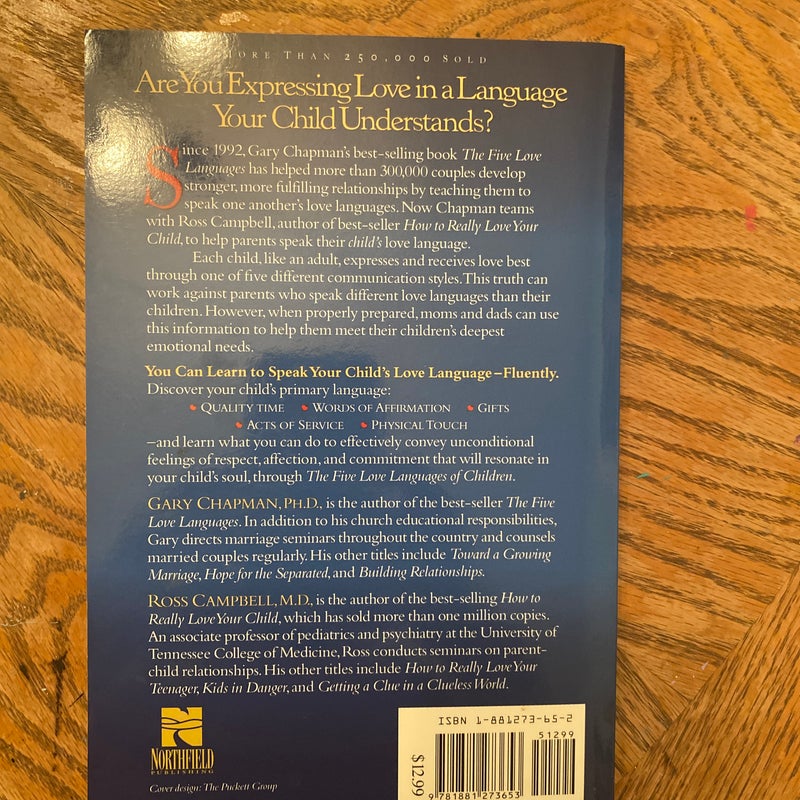 MORE THAN 250,000 SOLD
Are You Expressing Love in a Language
Your Child Understands?
Since 1992, Gary Chapman's best-selling book The Five Love
Languages has helped more than 300,000 couples develop
stronger, more fulfilling relationships by teaching them to
speak one another's love languages. Now Chapman teams
with Ross Campbell, author of best-seller How to Really Love Your
Child, to help parents speak their child's love language.
Each child, like an adult, expresses and receives love best
through one of five different communication styles. This truth can
work against parents who speak different love languages than their
children. However, when properly prepared, moms and dads can use
this information to help them meet their children's deepest
emotional needs.
You Can Learn to Speak Your Child's Love Language—Fluently.
Discover your child's primary language:
QUALITY TIME WORDS OF AFFIRMATION GIFTS
ACTS OF SERVICE PHYSICAL TOUCH
—and learn what you can do to effectively convey unconditional
feelings of respect, affection, and commitment that will resonate in
your child's soul, through The Five Love Languages of Children.
GARY CHAPMAN, PH.D., is the author of the best-seller The Five
Love Languages. In addition to his church educational responsibilities,
Gary directs marriage seminars throughout the country and counsels
married couples regularly. His other titles include Toward a Growing
Marriage, Hope for the Separated, and Building Relationships.
ROSS CAMPBELL, M.D., is the author of the best-selling How to
Really Love Your Child, which has sold more than one million copies.
An associate professor of pediatrics and psychiatry at the University of
Tennessee College of Medicine, Ross conducts seminars on parent-
child relationships. His other titles include How to Really Love Your
Teenager, Kids in Danger, and Getting a Clue in a Clueless World.
NORTHFIELD
PUBLISHING
Cover design: The Puckett Group
ISBN 1-881273-65-2
51299
$12.99
9 781881 273653